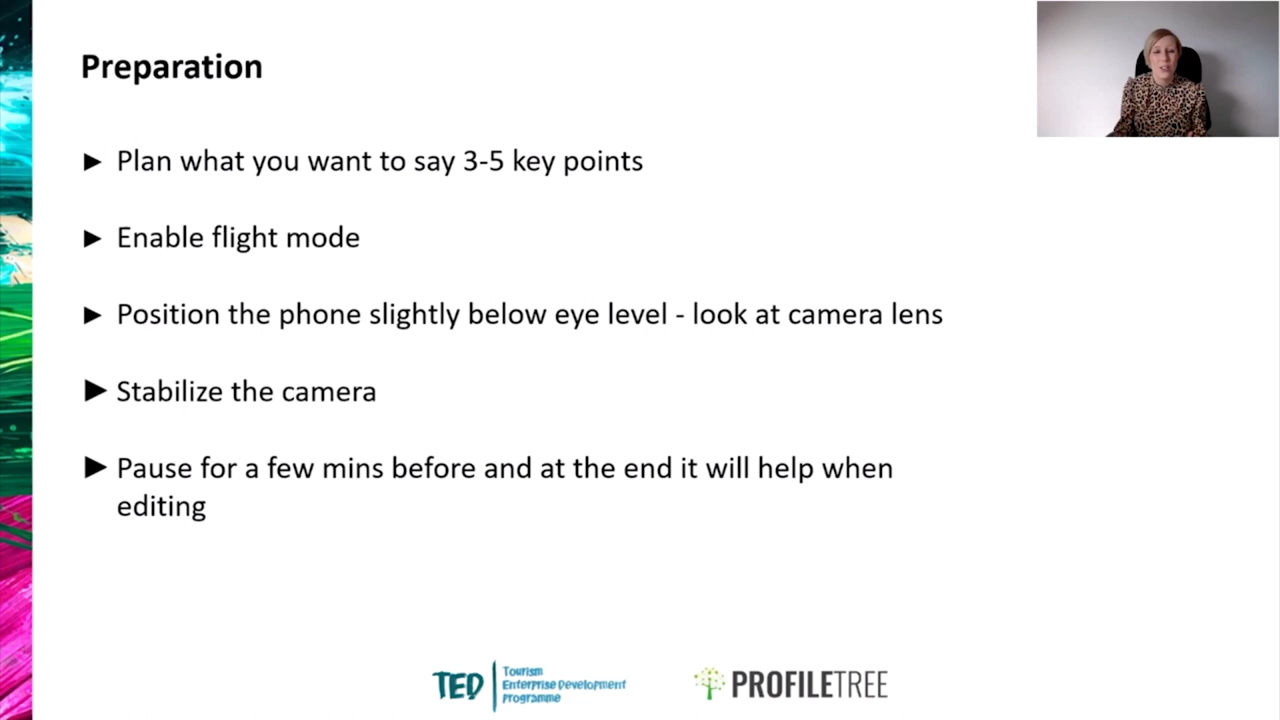 Preparation
► Plan what you want to say 3-5 key points
► Enable flight mode
► Position the phone slightly below eye level - look at camera lens
► Stabilize the camera
► Pause for a few mins before and at the end it will help when
editing
TED
Tourism
Enterprise Development
Programme
PROFILETREE